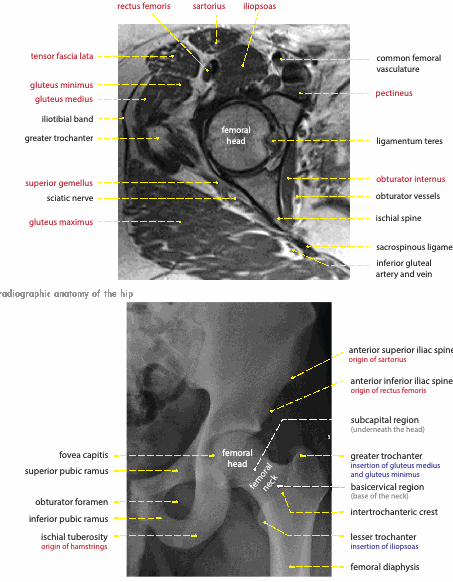 rectus femoris sartorius iliopsoas
tensor fascia lata
common femoral
vasculature
gluteus minimus
gluteus medius
pectineus
iliotibial band
greater trochanter
femoral
head
ligamentum teres
superior gemellus
obturator internus
sciatic nerve
obturator vessels
gluteus maximus
ischial spine
sacrospinous ligame
inferior gluteal
artery and vein
radiographic anatomy of the hip
anterior superior iliac spine
origin of sartorius
anterior inferior iliac spine
origin of rectus femoris
subcapital region
(underneath the head)
fovea capitis
femoral
head
greater trochanter
insertion of gluteus medius
and gluteus minimus
superior pubic ramus
femoral
neck
basicervical region
(base of the neck)
obturator foramen
intertrochanteric crest
inferior pubic ramus
ischial tuberosity
origin of hamstrings
lesser trochanter
insertion of iliopsoas
femoral diaphysis